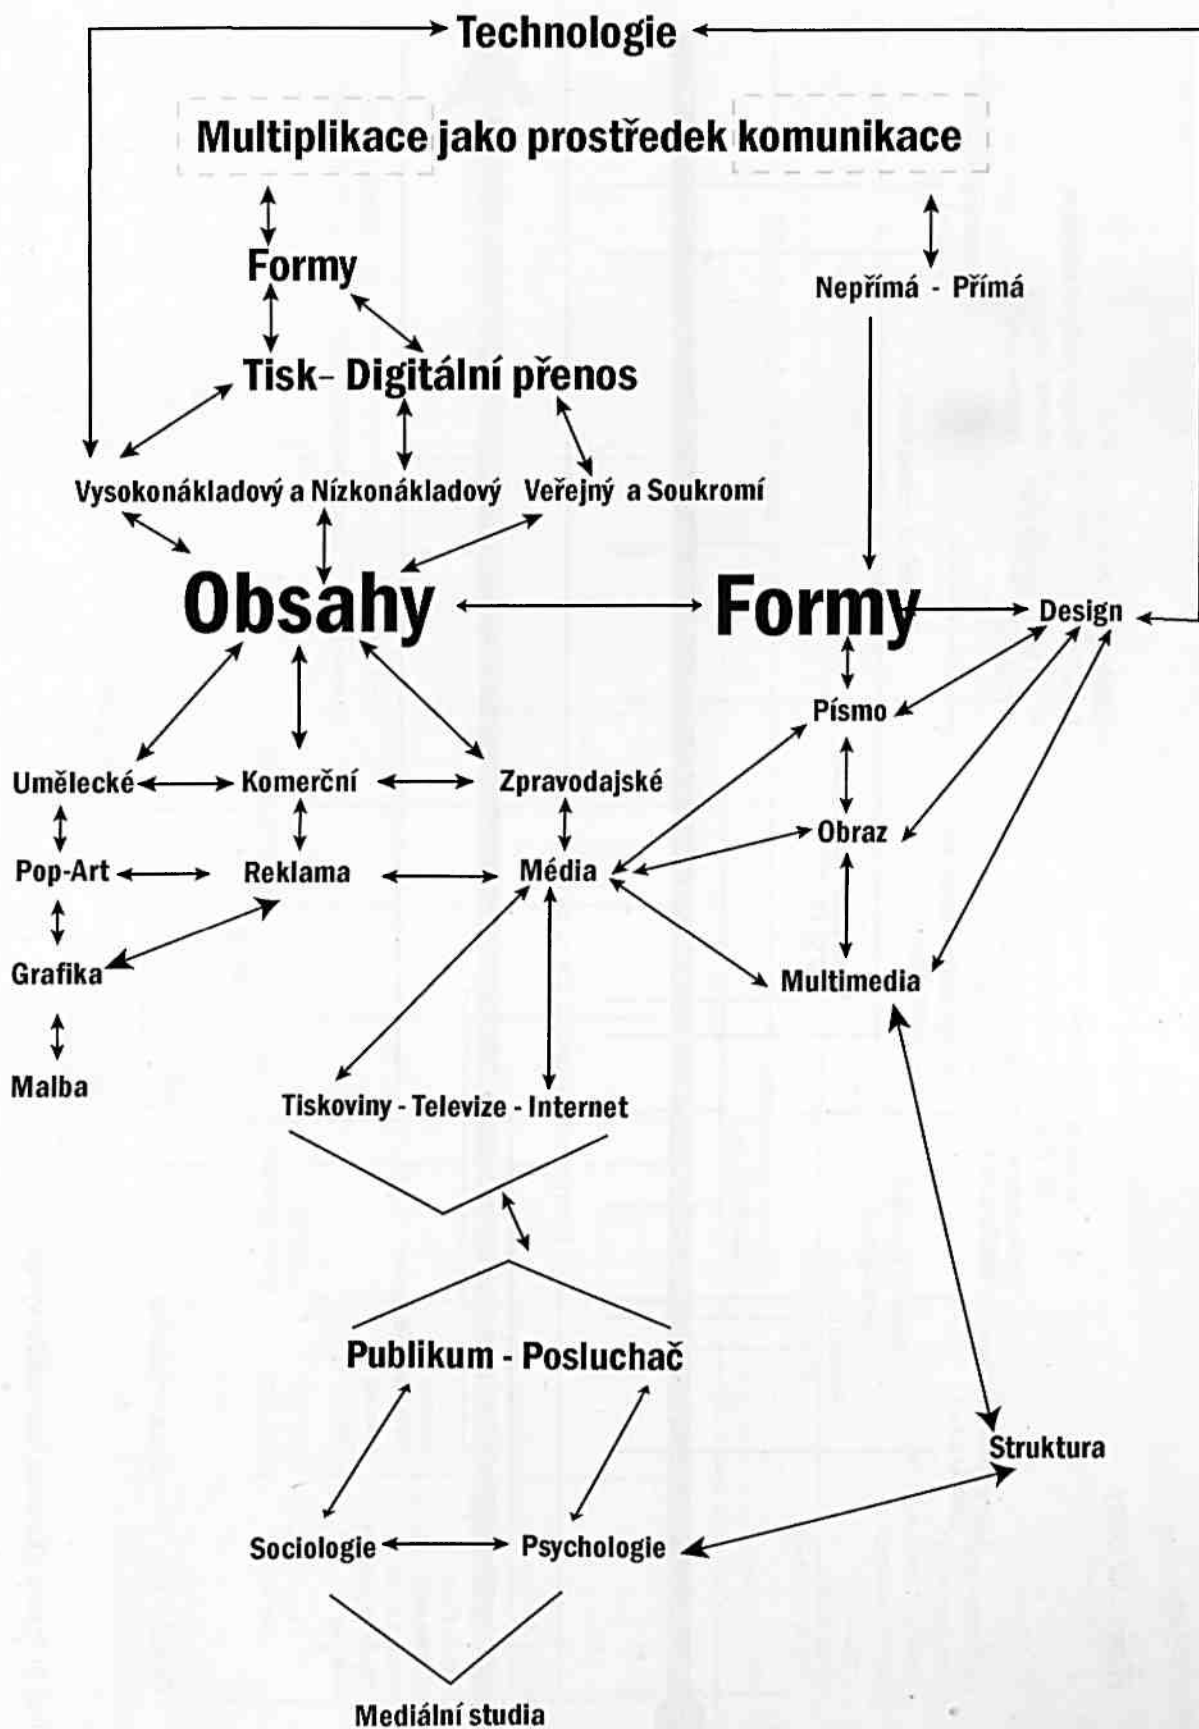 Technologie
Multiplikace jako prostředek komunikace
Formy
Nepřímá - Přímá
Tisk- Digitální přenos
Vysokonákladový a Nízkonákladový Veřejný a Soukromí
Obsahy Formy Design
Písmo
Umělecké Komerční Zpravodajské
Obraz
Pop-Art Reklama Média
Grafika Multimedia
Malba
Tiskoviny - Televize - Internet
Publikum - Posluchač
Struktura
Sociologie Psychologie
Mediální studia